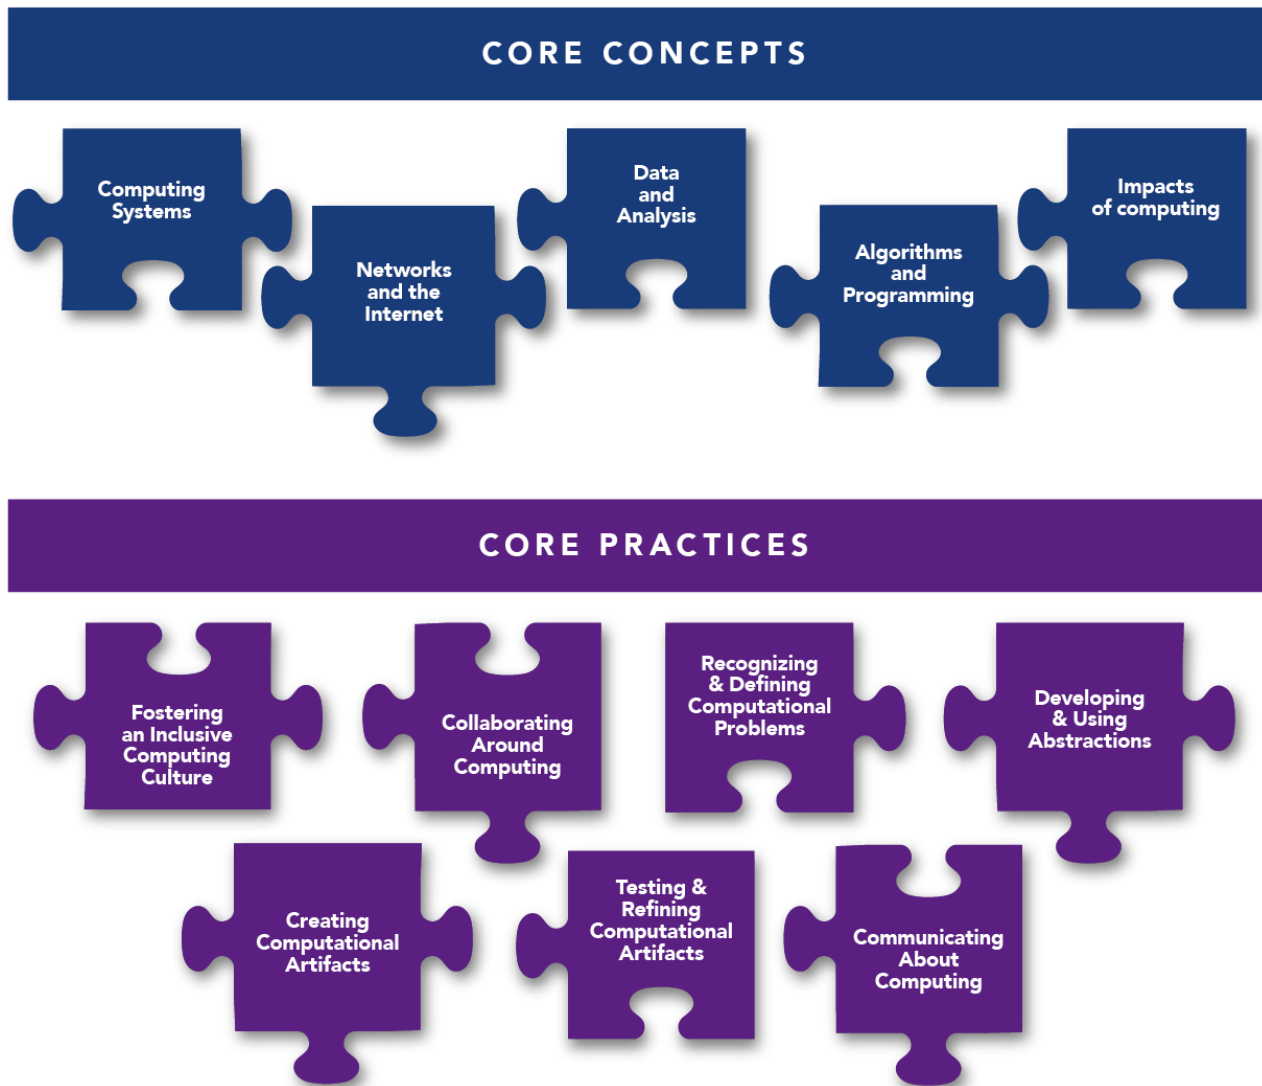 CORE CONCEPTS
Computing
Systems
Networks
and the
Internet
Data
and
Analysis
Algorithms
and
Programming
Impacts
of computing
CORE PRACTICES
Fostering
an Inclusive
Computing
Culture
Collaborating
Around
Computing
Recognizing
& Defining
Computational
Problems
Developing
& Using
Abstractions
Creating
Computational
Artifacts
Testing &
Refining
Computational
Artifacts
Communicating
About
Computing